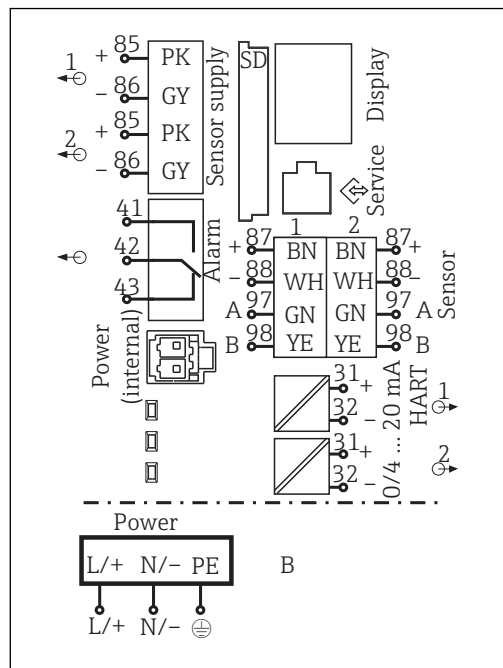 1 + 85 PK
- 86 GY
2 + 85 PK
- 86 GY
Sensor supply
SD
Display
Service
41
42
43
Alarm
1 2
+ 87 BN BN 87 +
- 88 WH WH 88 -
A 97 GN GN 97 A
B 98 YE YE 98 B
Sensor
Power
(internal)
31 +
32 -
31 +
32 -
0/4 ... 20 mA
HART
1
2
Power
L/+ N/- PE B
L/+ N/-